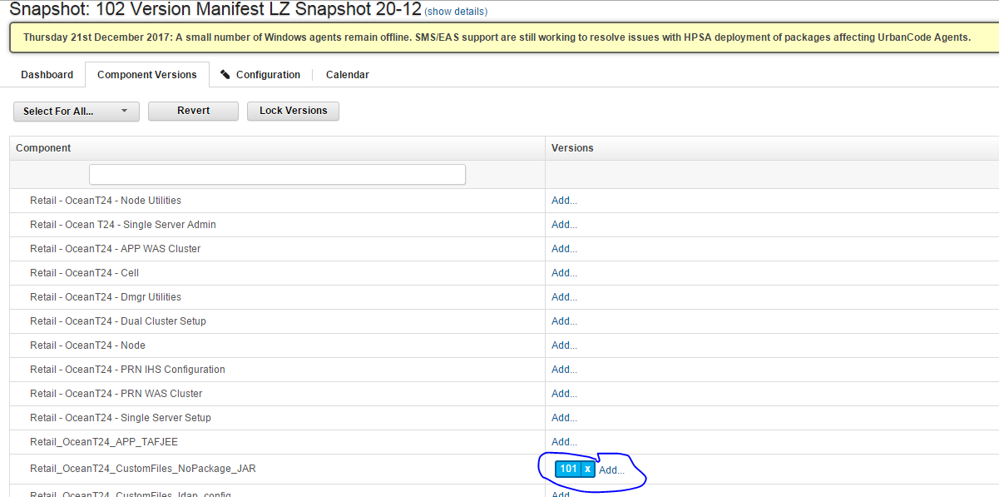 Snapshot: 102 Version Manifest LZ Snapshot 20-12 (show details)
Thursday 21st December 2017: A small number of Windows agents remain offline. SMS/EAS support are still working to resolve issues with HPSA deployment of packages affecting UrbanCode Agents.
Dashboard Component Versions Configuration Calendar
Select For All... Revert Lock Versions
Component Versions
Retail - OceanT24 - Node Utilities Add...
Retail - Ocean T24 - Single Server Admin Add...
Retail - OceanT24 - APP WAS Cluster Add...
Retail - OceanT24 - Cell Add...
Retail - OceanT24 - Dmgr Utilities Add...
Retail - OceanT24 - Dual Cluster Setup Add...
Retail - OceanT24 - Node Add...
Retail - OceanT24 - PRN IHS Configuration Add...
Retail - OceanT24 - PRN WAS Cluster Add...
Retail - OceanT24 - Single Server Setup Add...
Retail_OceanT24_APP_TAFJEE Add...
Retail_OceanT24_CustomFiles_NoPackage_JAR 101 x Add...
Retail_OceanT24_CustomFiles_ldap_config Add...